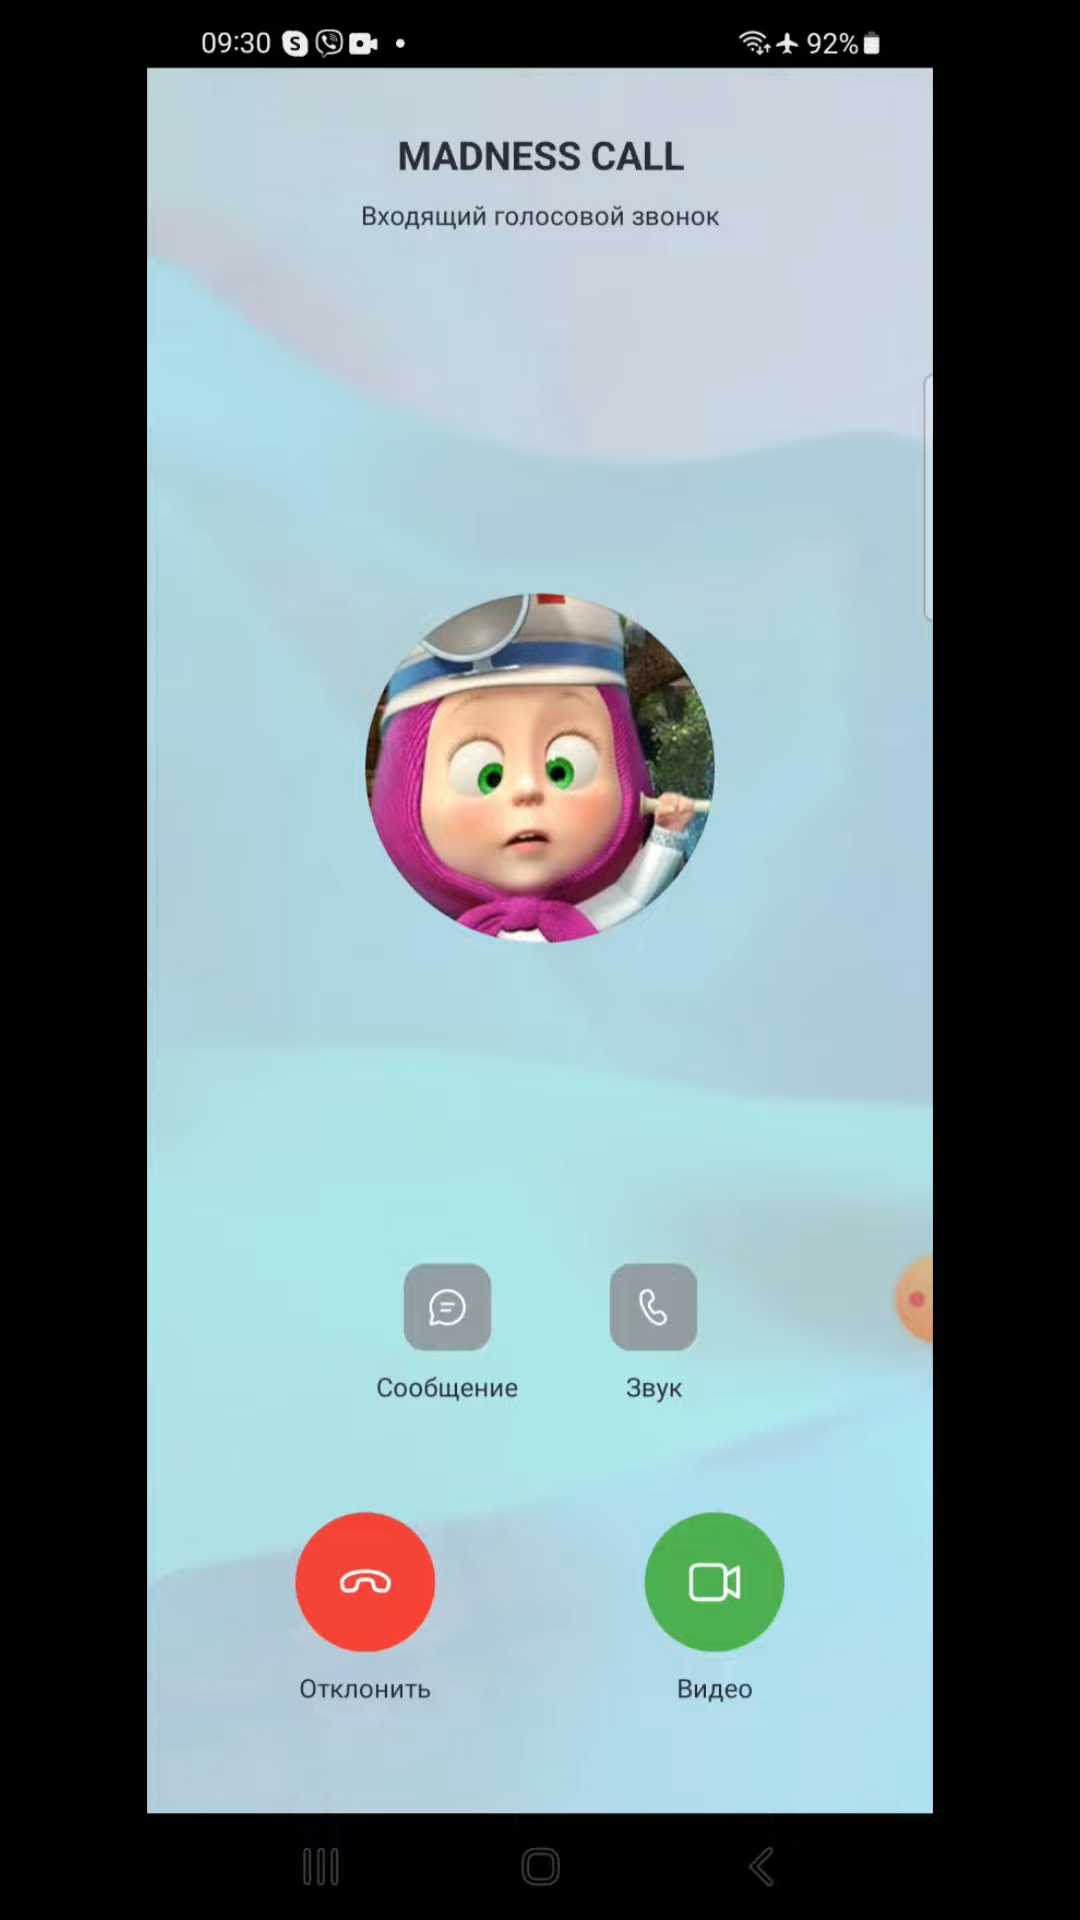 09:30
92%
MADNESS CALL
Входящий голосовой звонок
Сообщение
Звук
Отклонить
Видео